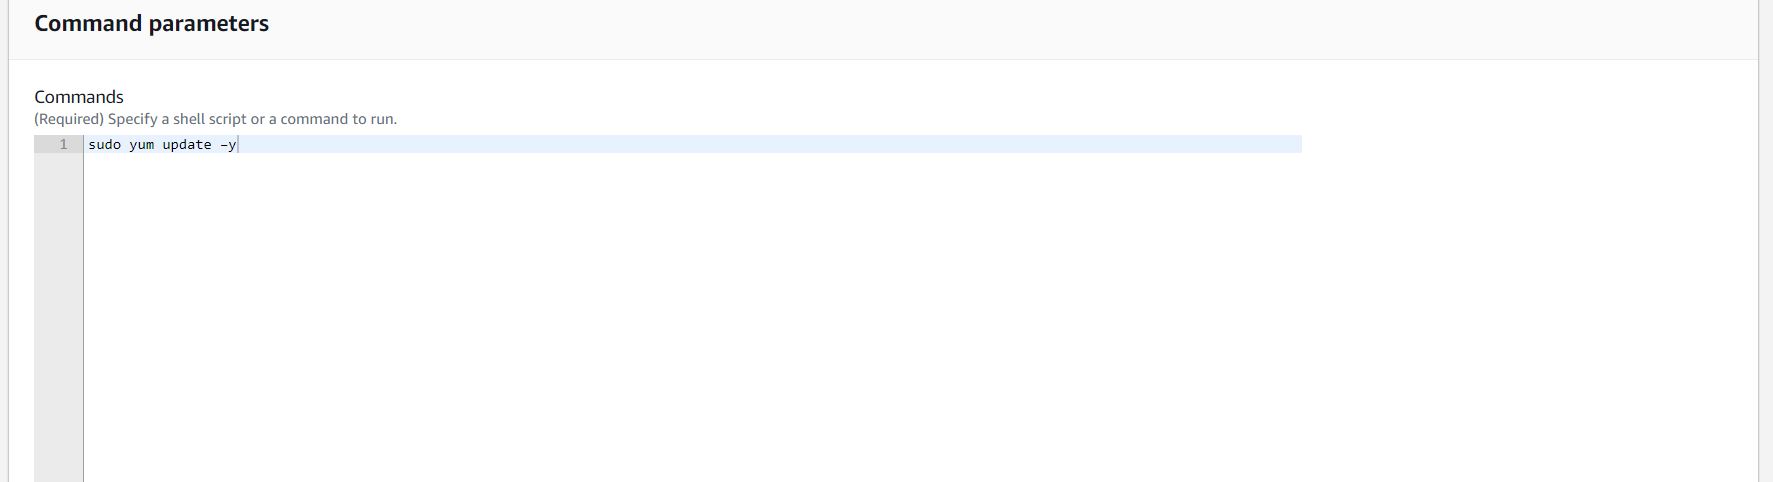 Command parameters
Commands
(Required) Specify a shell script or a command to run.
1 sudo yum update -y